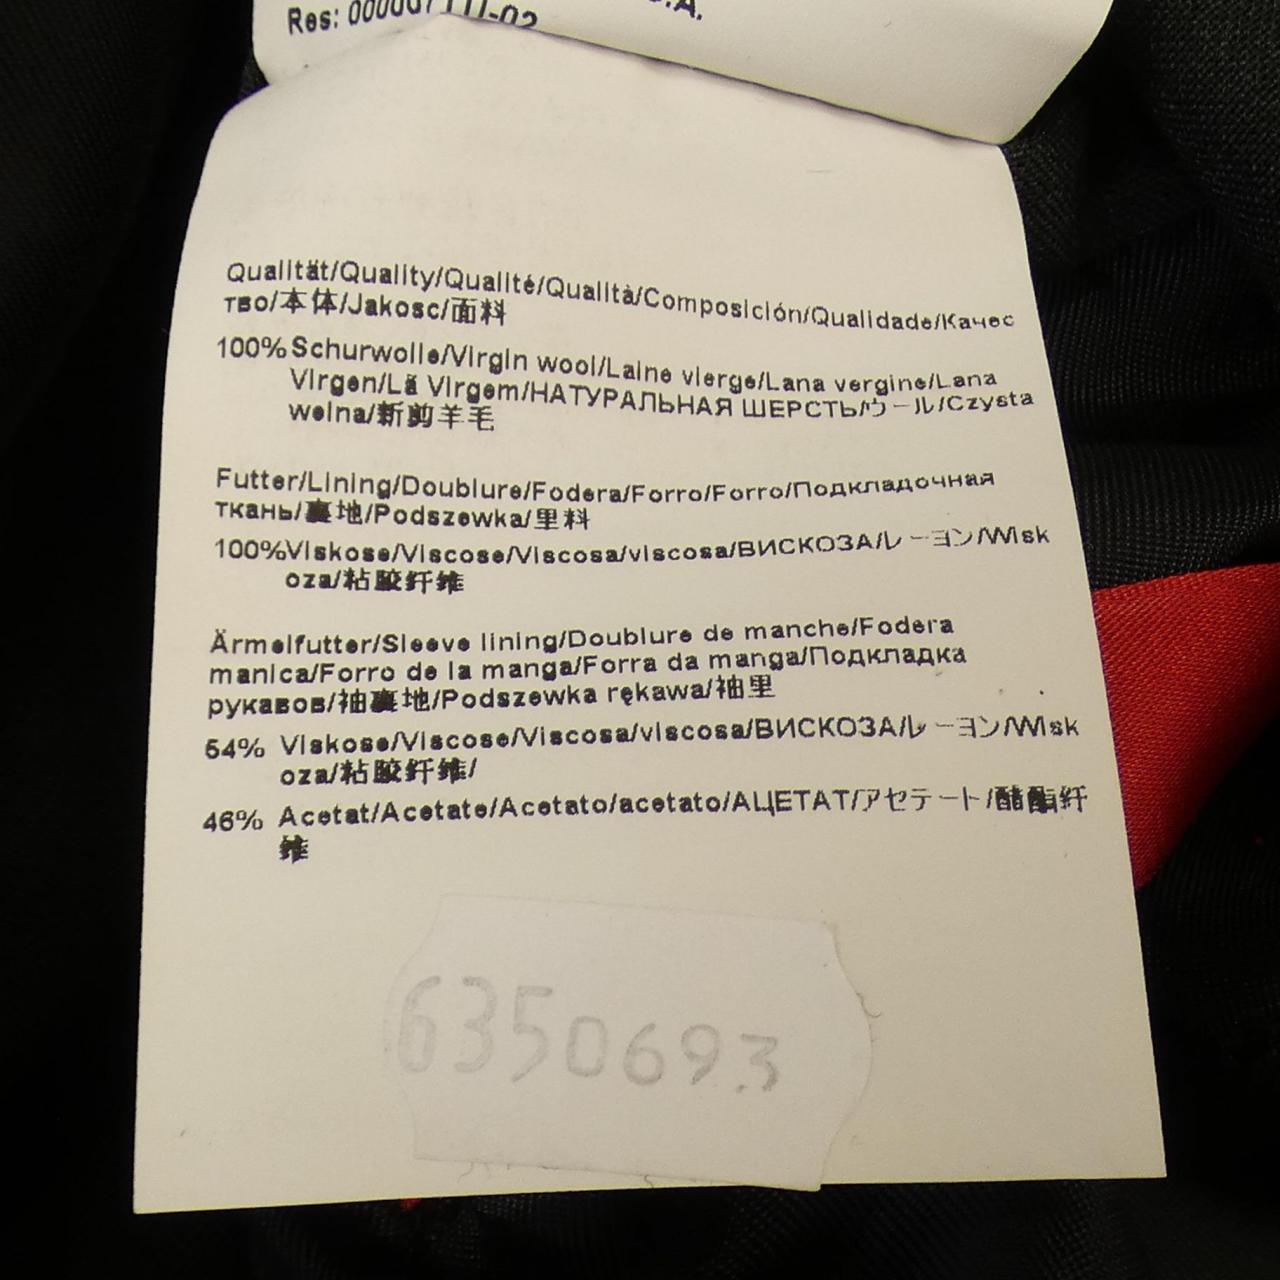 .A.
Res:
Qualität/Quality/Qualité/Qualità/Composición/Qualidade/Качес
тво/本体/Jakosc/面料
100% Schurwolle/Virgin wool/Laine vierge/Lana vergine/Lana
Virgen/Lã Virgem/НАТУРАЛЬНАЯ ШЕРСТЬ/ウール/Czysta
welna/新剪羊毛
Futter/Lining/Doublure/Fodera/Forro/Forro/Подкладочная
ткань/裏地/Podszewka/里料
100%Viskose/Viscose/Viscosa/viscosa/ВИСКОЗА/レーヨン/Wisk
oza/粘胶纤维
Ärmelfutter/Sleeve lining/Doublure de manche/Fodera
manica/Forro de la manga/Forra da manga/Подкладка
рукавов/袖裏地/Podszewka rękawa/袖里
54% Viskose/Viscose/Viscosa/viscosa/ВИСКОЗА/レーヨン/Wisk
oza/粘胶纤维/
46% Acetat/Acetate/Acetato/acetato/АЦЕТАТ/アセテート/醋酯纤
维
6350693